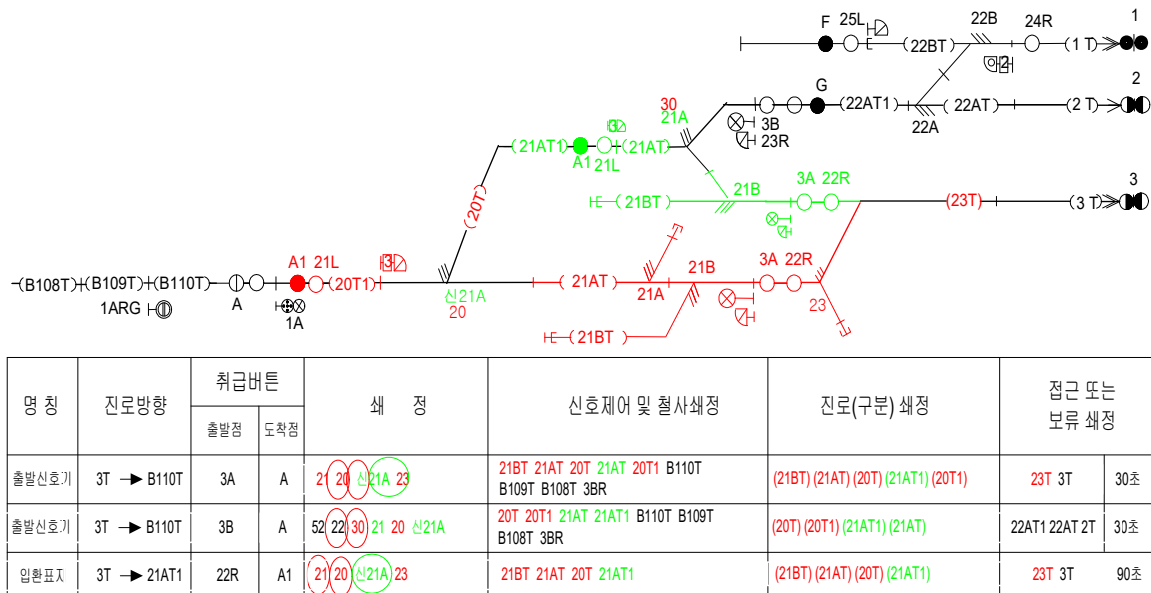 F 25L 22B 24R 1
(22BT) (1 T)
2
30 G 2
21A (22AT1) (22AT) (2 T)
3 3B 22A
(21AT1) (21AT) 23R
A1 21L
21B 3A 22R 3
(21BT) (23T) (3 T)
(20T)
A1 21L 3 21B 3A 22R
(B108T) (B109T) (B110T) (20T1) (21AT)
1ARG A 신21A 21A 23
1A 20
(21BT)
명 칭 진로방향 취급버튼 쇄 정 신호제어 및 철사쇄정 진로(구분) 쇄정 접근 또는
보류 쇄정
출발점 도착점
출발신호기 3T → B110T 3A A 21 20 신21A 23 21BT 21AT 20T 21AT 20T1 B110T
B109T B108T 3BR (21BT) (21AT) (20T) (21AT1) (20T1) 23T 3T 30초
출발신호기 3T → B110T 3B A 52 22 30 21 20 신21A 20T 20T1 21AT 21AT1 B110T B109T
B108T 3BR (20T) (20T1) (21AT1) (21AT) 22AT1 22AT 2T 30초
입환표지 3T → 21AT1 22R A1 21 20 신21A 23 21BT 21AT 20T 21AT1 (21BT) (21AT) (20T) (21AT1) 23T 3T 90초